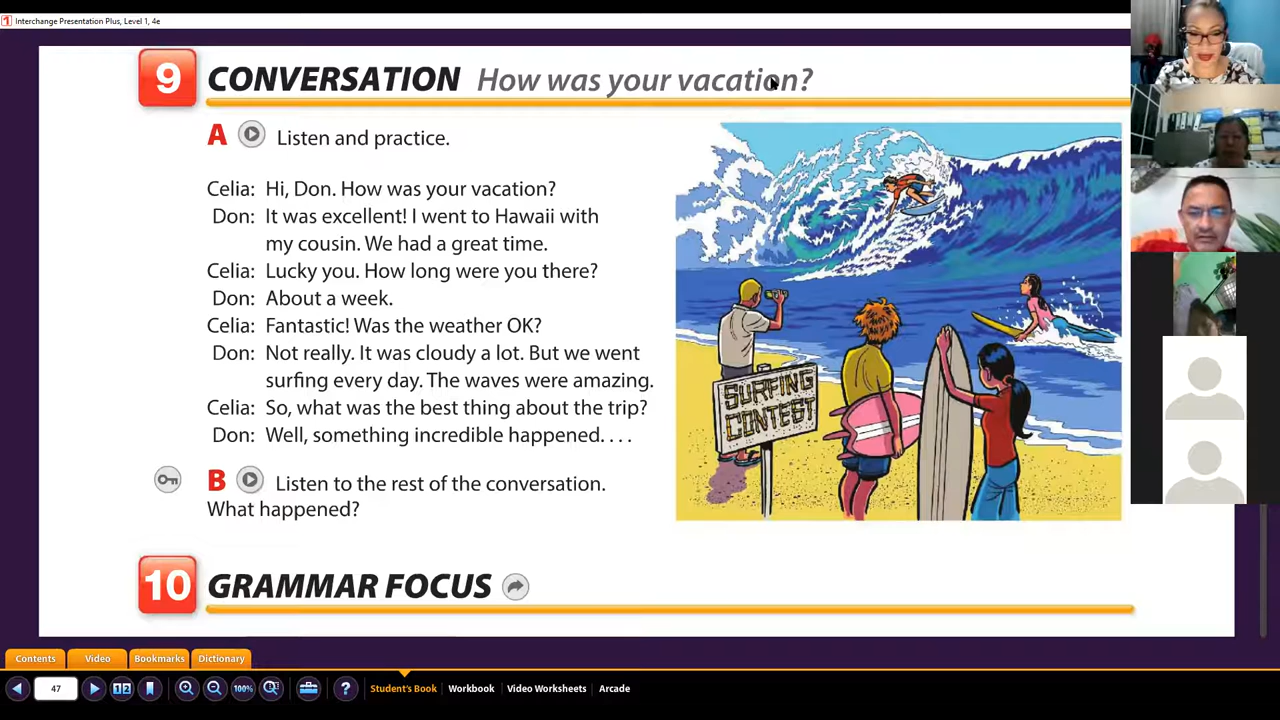 Interchange Presentation Plus, Level 1, 4e
9 CONVERSATION How was your vacation?
A Listen and practice.
Celia: Hi, Don. How was your vacation?
Don: It was excellent! I went to Hawaii with
my cousin. We had a great time.
Celia: Lucky you. How long were you there?
Don: About a week.
Celia: Fantastic! Was the weather OK?
Don: Not really. It was cloudy a lot. But we went
surfing every day. The waves were amazing.
Celia: So, what was the best thing about the trip?
Don: Well, something incredible happened. . . .
SURFING
CONTEST
B Listen to the rest of the conversation.
What happened?
10 GRAMMAR FOCUS
Contents Video Bookmarks Dictionary
47 1 2 100% ? Student's Book Workbook Video Worksheets Arcade